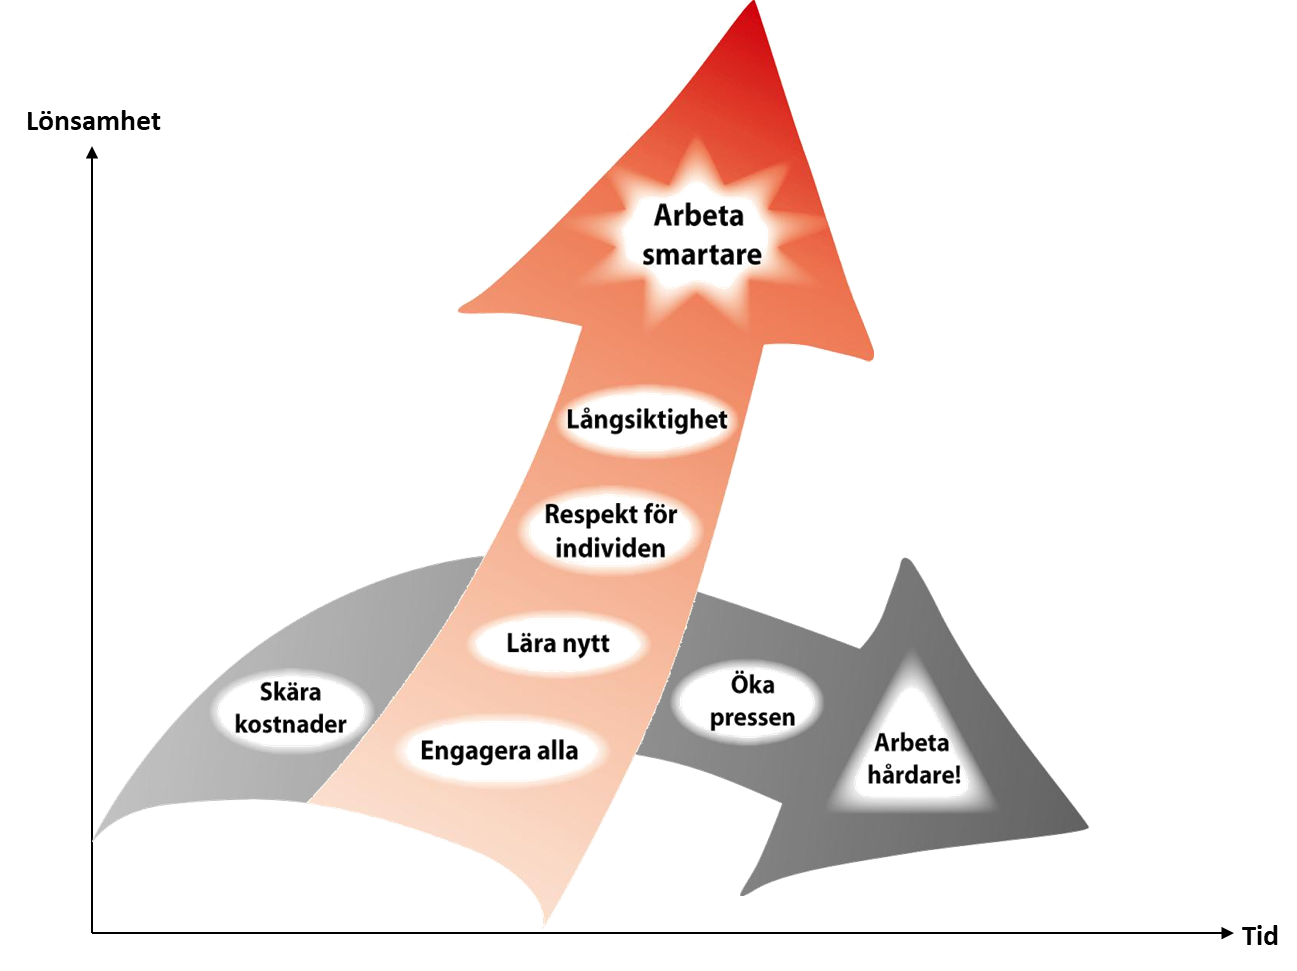 Lönsamhet
Arbeta
smartare
Långsiktighet
Respekt för
individen
Lära nytt
Engagera alla
Skära
kostnader
Öka
pressen
Arbeta
hårdare!
Tid